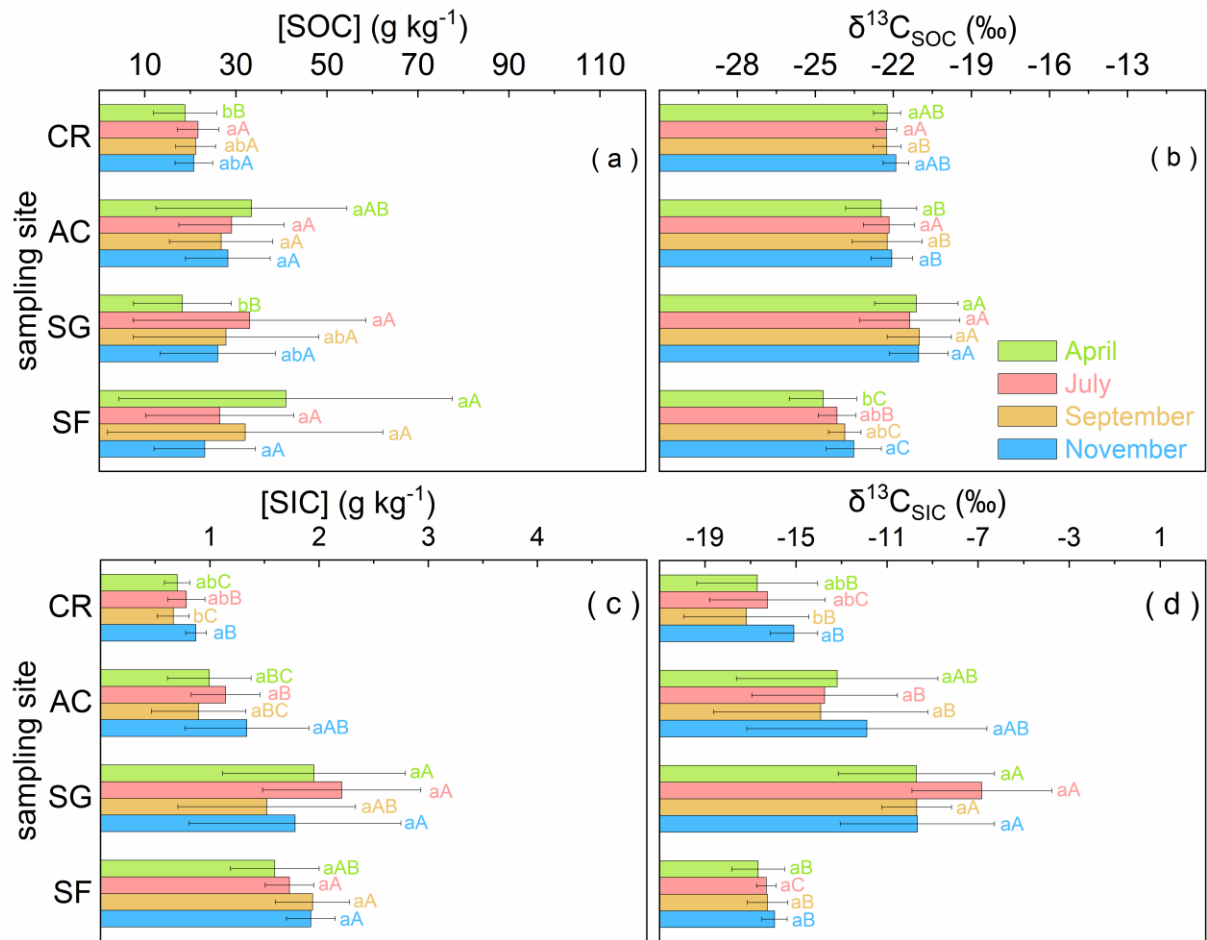 [SOC] (g kg⁻¹)
10 30 50 70 90 110
δ¹³C_SOC (‰)
-28 -25 -22 -19 -16 -13
sampling site
CR
bB
aA
abA
abA
AC
aAB
aA
aA
aA
SG
bB
aA
abA
abA
SF
aA
aA
aA
aA
( a )
aAB
aA
aB
aAB
aB
aA
aB
aB
aA
aA
aA
aA
bC
abB
abC
aC
( b )
April
July
September
November
[SIC] (g kg⁻¹)
1 2 3 4
δ¹³C_SIC (‰)
-19 -15 -11 -7 -3 1
sampling site
CR
abC
abB
bC
aB
AC
aBC
aB
aBC
aAB
SG
aA
aA
aAB
aA
SF
aAB
aA
aA
aA
( c )
abB
abC
bB
aB
aAB
aB
aB
aAB
aA
aA
aA
aA
aB
aC
aB
aB
( d )